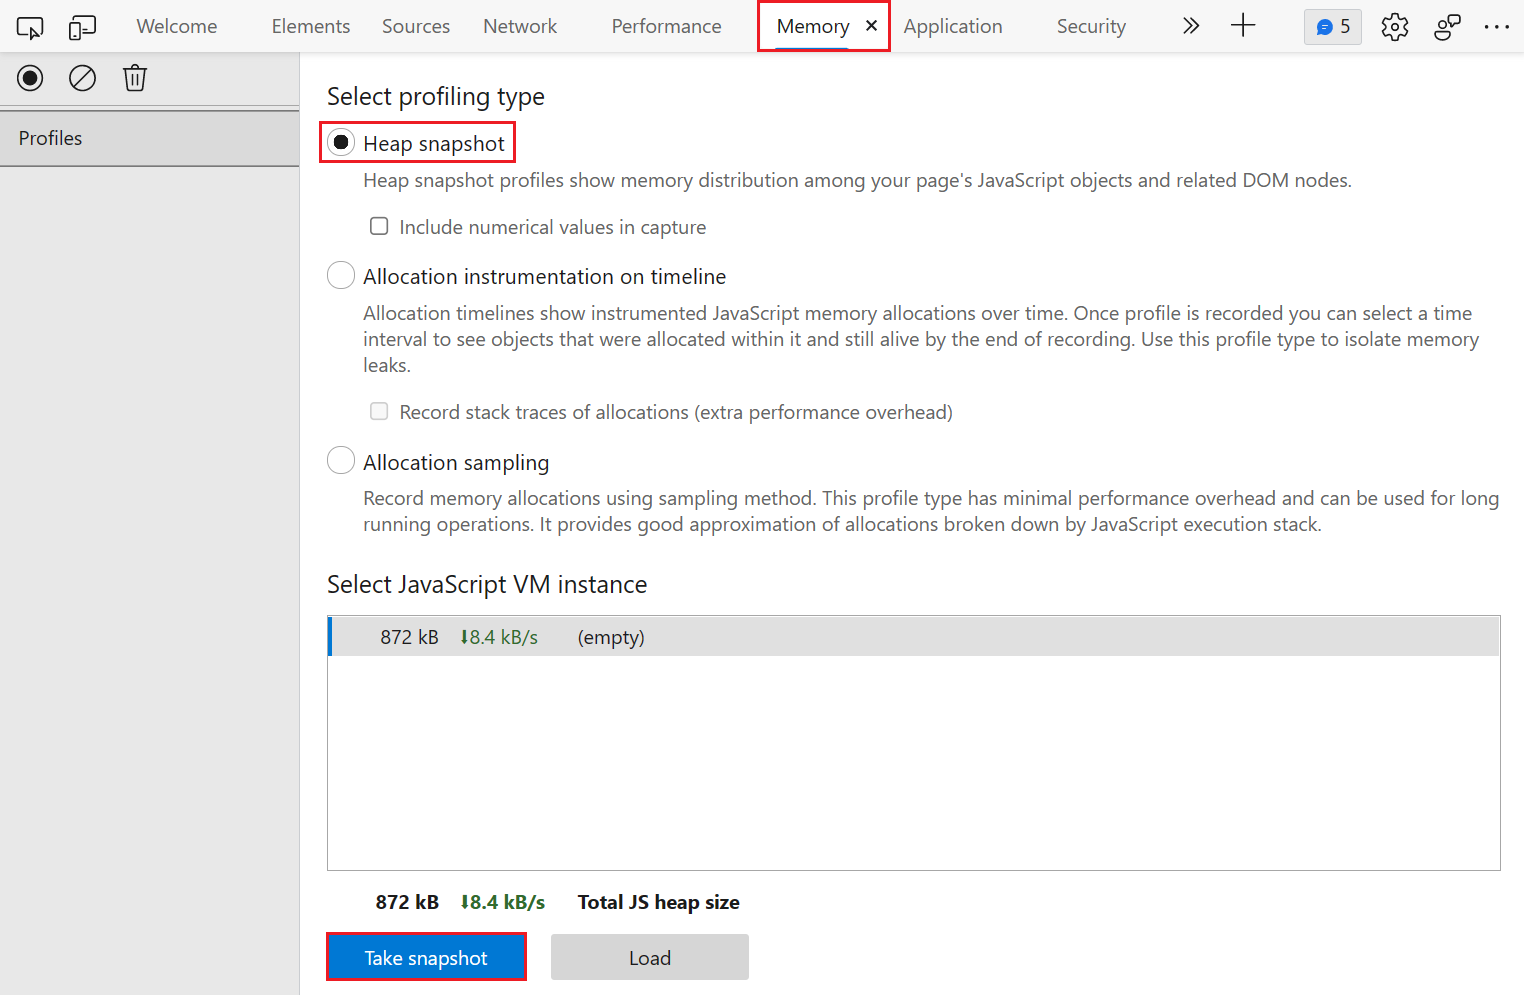 Welcome Elements Sources Network Performance Memory × Application Security 5
Profiles
Select profiling type
Heap snapshot
Heap snapshot profiles show memory distribution among your page's JavaScript objects and related DOM nodes.
Include numerical values in capture
Allocation instrumentation on timeline
Allocation timelines show instrumented JavaScript memory allocations over time. Once profile is recorded you can select a time
interval to see objects that were allocated within it and still alive by the end of recording. Use this profile type to isolate memory
leaks.
Record stack traces of allocations (extra performance overhead)
Allocation sampling
Record memory allocations using sampling method. This profile type has minimal performance overhead and can be used for long
running operations. It provides good approximation of allocations broken down by JavaScript execution stack.
Select JavaScript VM instance
872 kB ⬇8.4 kB/s (empty)
872 kB ⬇8.4 kB/s Total JS heap size
Take snapshot Load